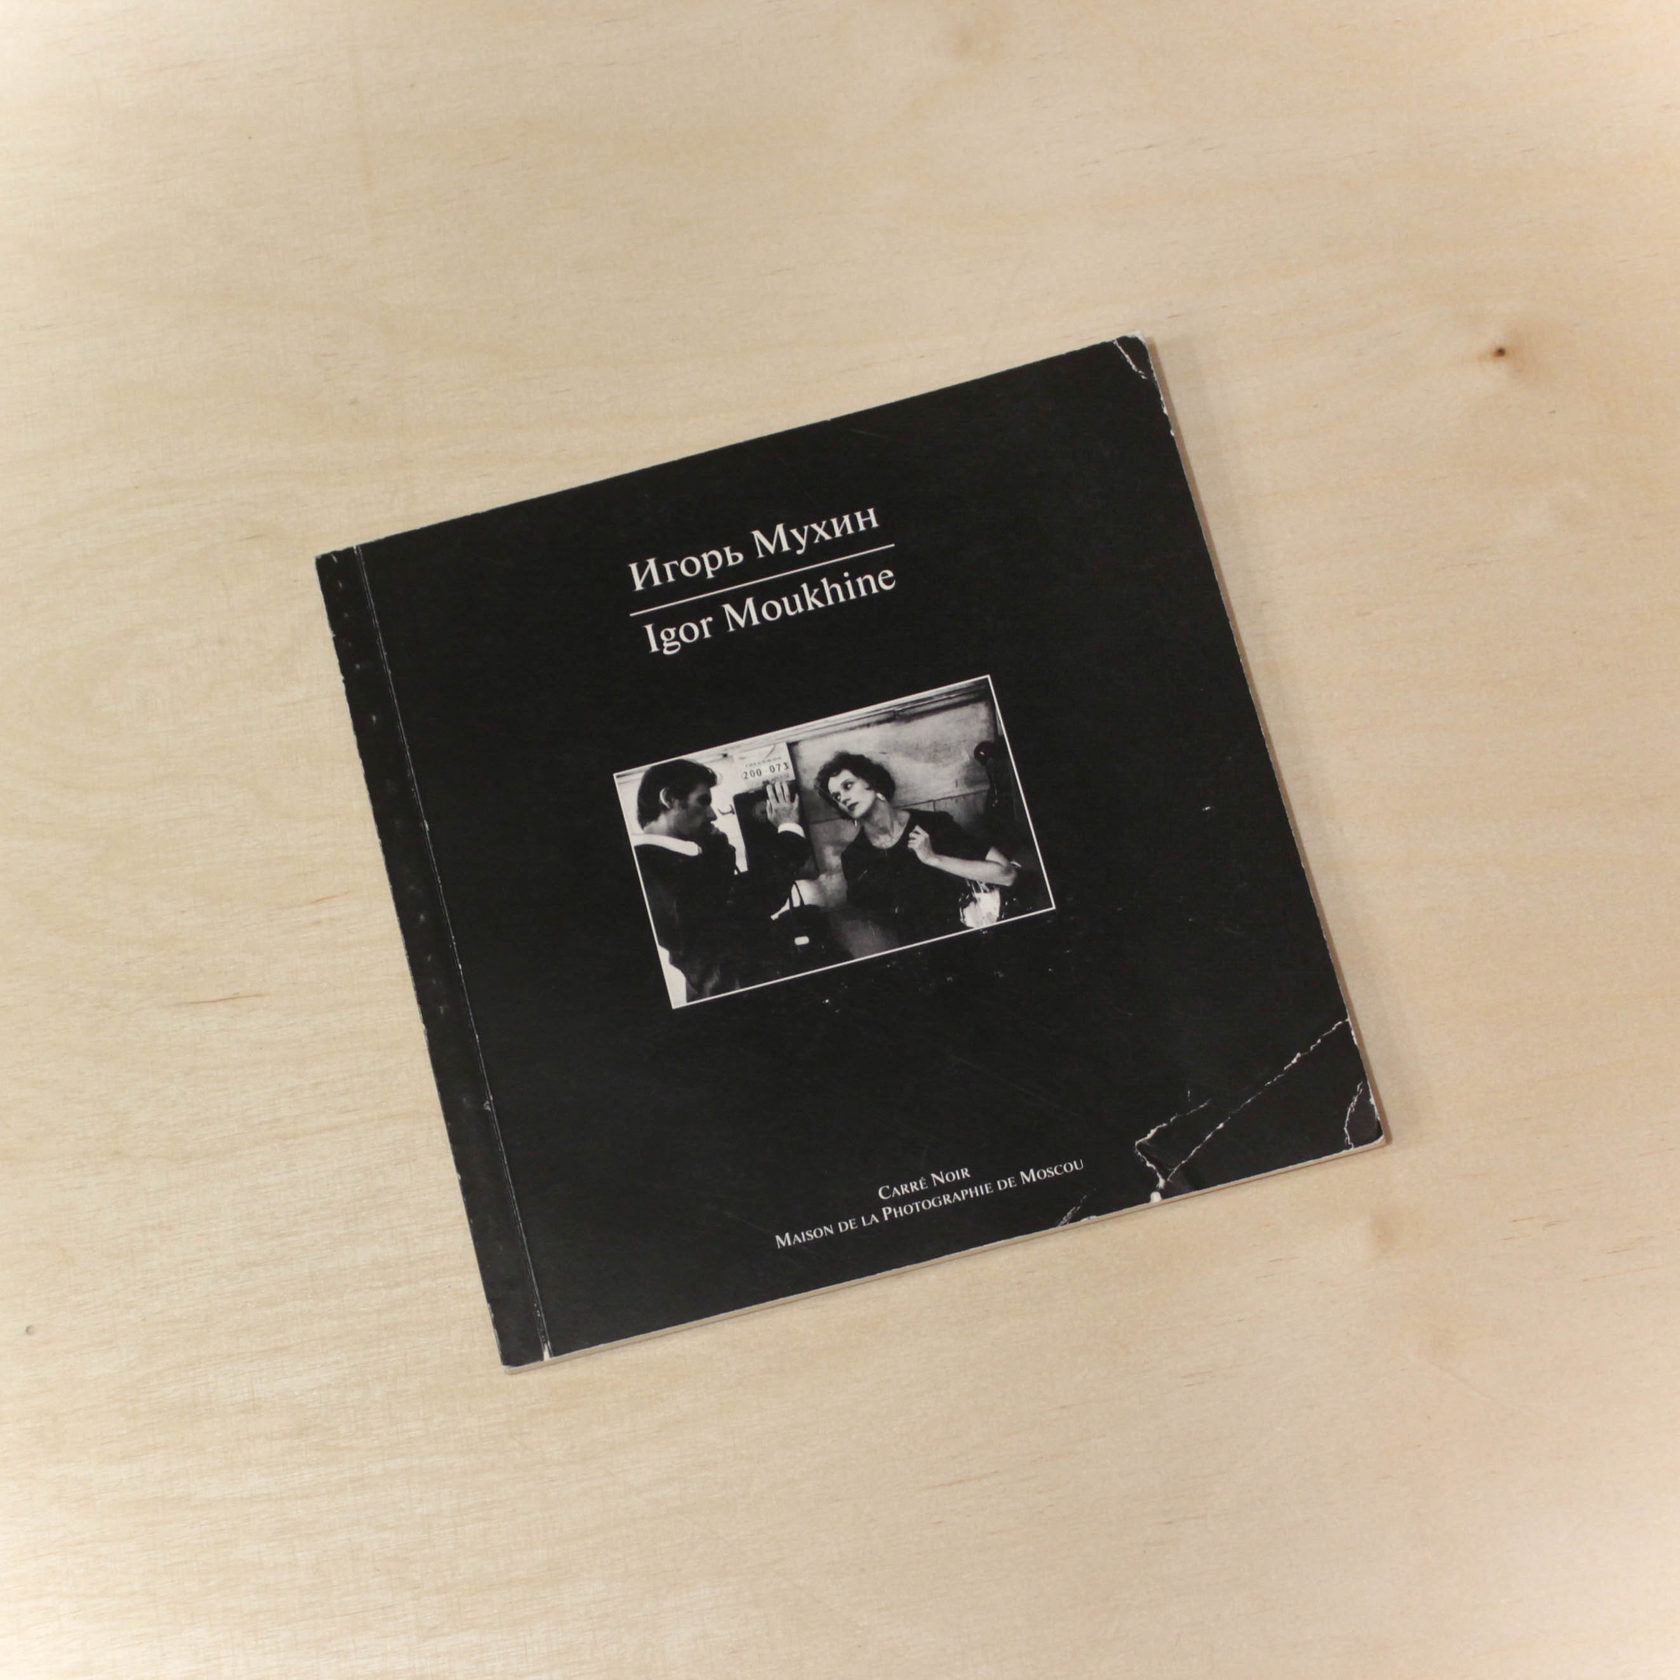 Игорь Мухин
Igor Moukhine
200 073
Carré Noir
Maison de la Photographie de Moscou